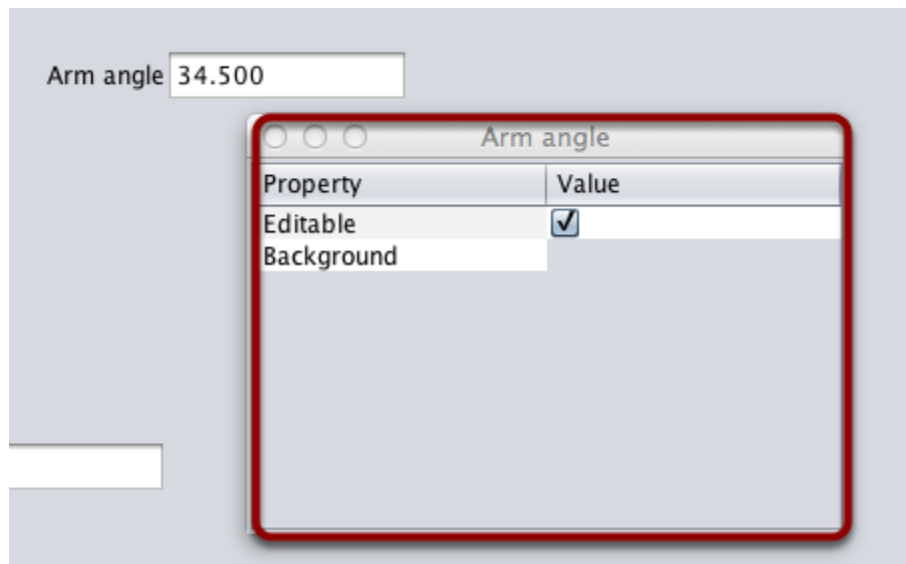 Arm angle 34.500
Arm angle
Property Value
Editable
Background